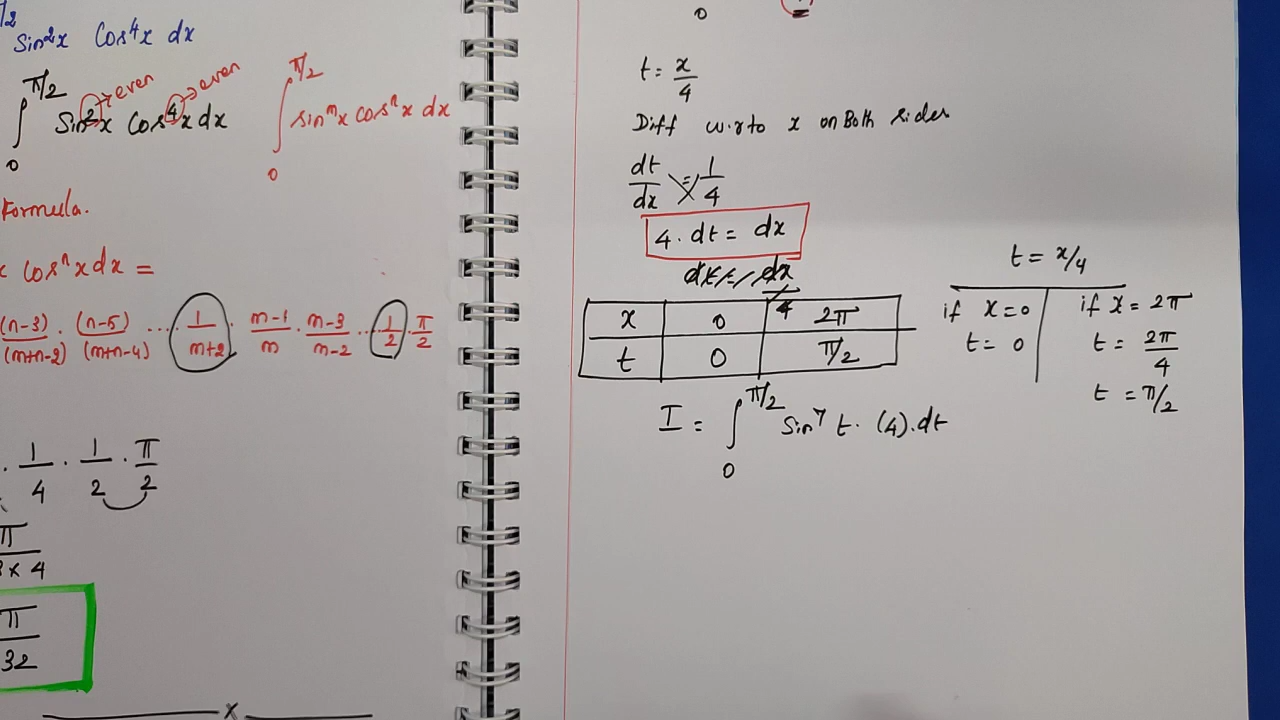 π/2
Sin²x Cos⁴x dx
∫₀^π/2 Sin²x Cos⁴x dx
→ even → even
∫₀^π/2 sinᵐx cosⁿx dx
Formula.
x cosⁿx dx =
(n-3)/(m+n-2) . (n-5)/(m+n-4) .... 1/m+2 . m-1/m . m-3/m-2 ... 1/2 . π/2
. 1/4 . 1/2 . π/2
π
× 4
π/32
x
0
t = x/4
Diff w.r.to x on Both sides
dt/dx = 1/4
4. dt = dx
x 0 2π
t 0 π/2
I = ∫₀^π/2 Sin⁷ t. (4).dt
t = x/4
if x=0 if x = 2π
t = 0 t = 2π/4
t = π/2